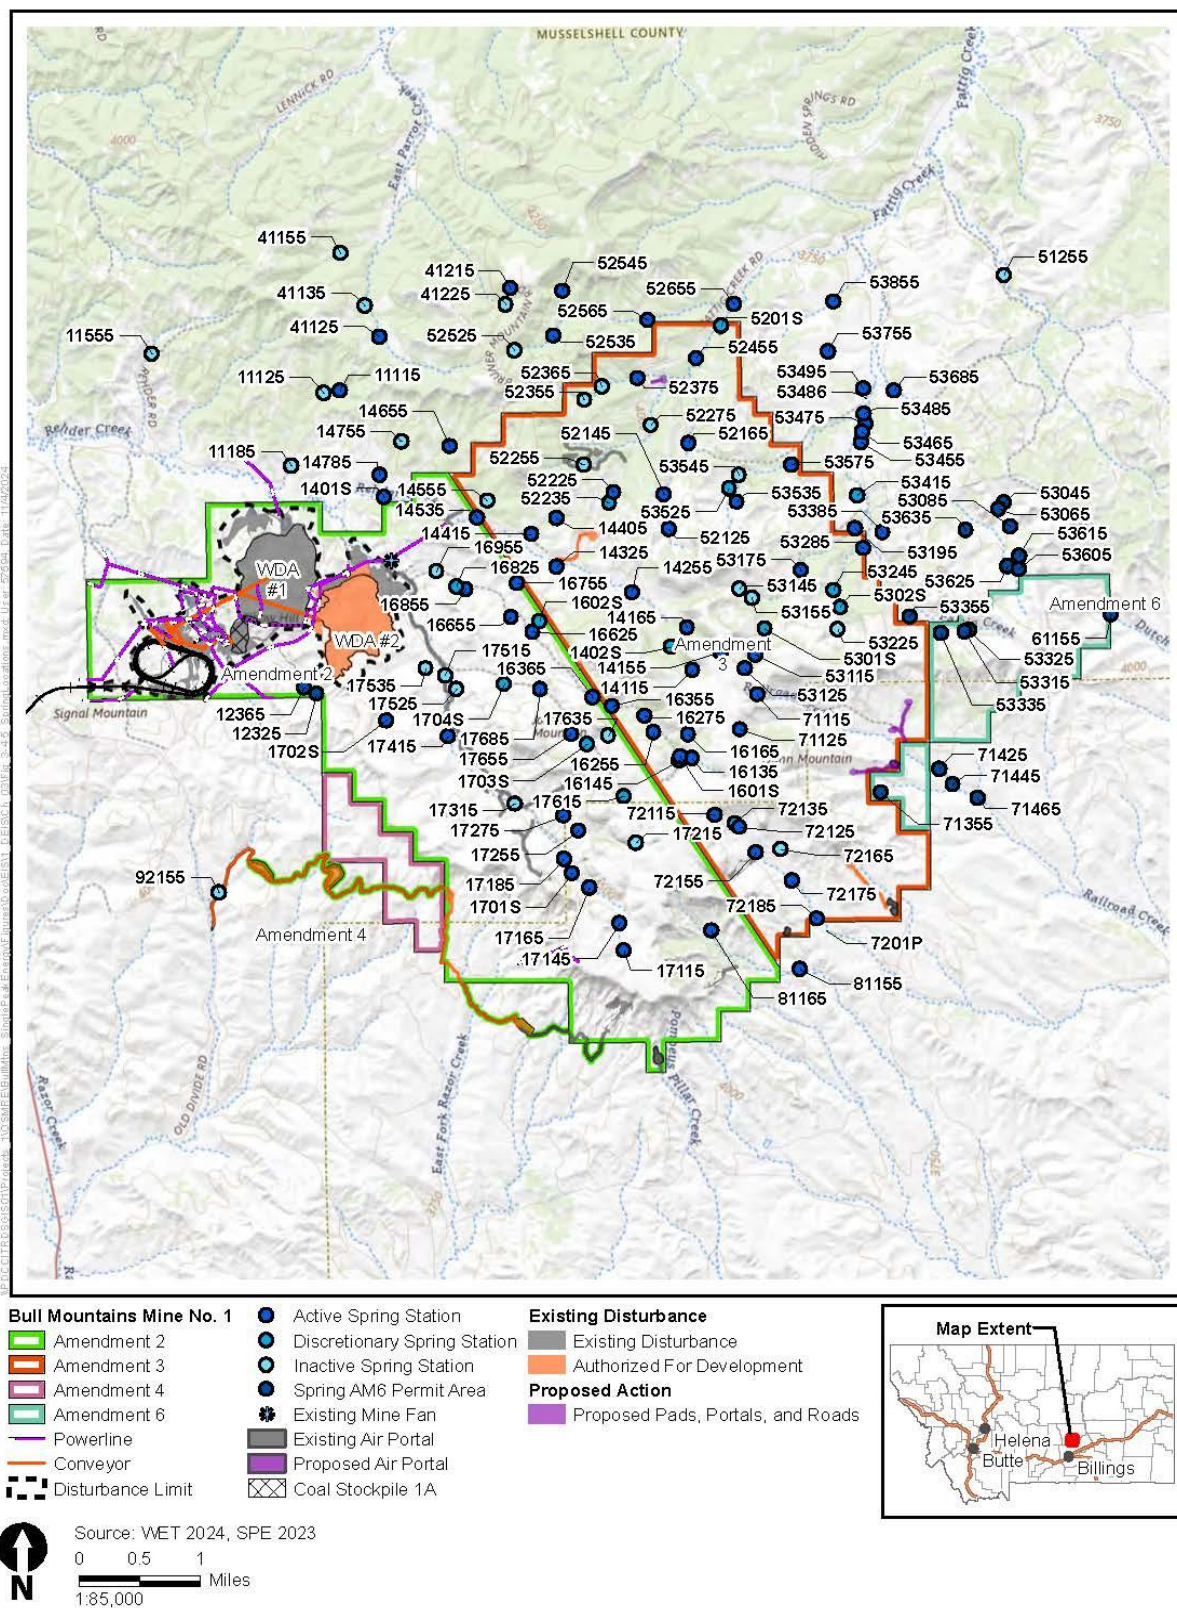 MUSSELSHELL COUNTY
RD
LENNICK RD
4000
East Parrot Creek
Fattig Creek
HIDDEN SPRINGS RD
3750
4250
Fattig Creek
3750
41155
51255
41215
52545
41225
52655
53855
41135
52565
5201S
41125
52525
52535
52455
53755
11555
REHDER RD
52365
53495
11125
11115
52355
52375
53486
53685
14655
52275
53475
53485
Rehder Creek
14755
52145
52165
53465
53455
11185
52255
53545
53575
14785
52225
53415
1401S
14555
52235
53535
53085
53045
14535
53525
53385
53635
53065
14405
53615
14415
52125
53285
53195
53605
16955
14325
53175
16825
14255
53245
53625
WDA
#1
16755
53145
5302S
16855
1602S
53155
53355
Amendment 6
14165
16655
16625
53225
61155
Dutch
WDA #2
17515
1402S
Amendment
3
5301S
53325
16365
14155
53115
4000
Amendment 2
17535
14115
53125
53315
17525
16355
53335
Signal Mountain
12365
1704S
17635
71115
12325
17685
16275
1702S
17415
17655
16165
71125
71425
1703S
16255
16135
71445
16145
1601S
71465
17315
17615
72135
71355
72115
17275
72125
17215
17255
72165
92155
17185
72155
1701S
72175
Amendment 4
72185
Railroad Creek
17165
7201P
17145
17115
81155
81165
OLD DIVIDE RD
Razor Creek
East Fork Razor Creek
Pompeys Pillar Creek
4000
3750
3750
Bull Mountains Mine No. 1
Amendment 2
Amendment 3
Amendment 4
Amendment 6
Powerline
Conveyor
Disturbance Limit
Active Spring Station
Discretionary Spring Station
Inactive Spring Station
Spring AM6 Permit Area
Existing Mine Fan
Existing Air Portal
Proposed Air Portal
Coal Stockpile 1A
Existing Disturbance
Existing Disturbance
Authorized For Development
Proposed Action
Proposed Pads, Portals, and Roads
Map Extent
Helena
Butte
Billings
Source: WET 2024, SPE 2023
0 0.5 1
Miles
1:85,000
N